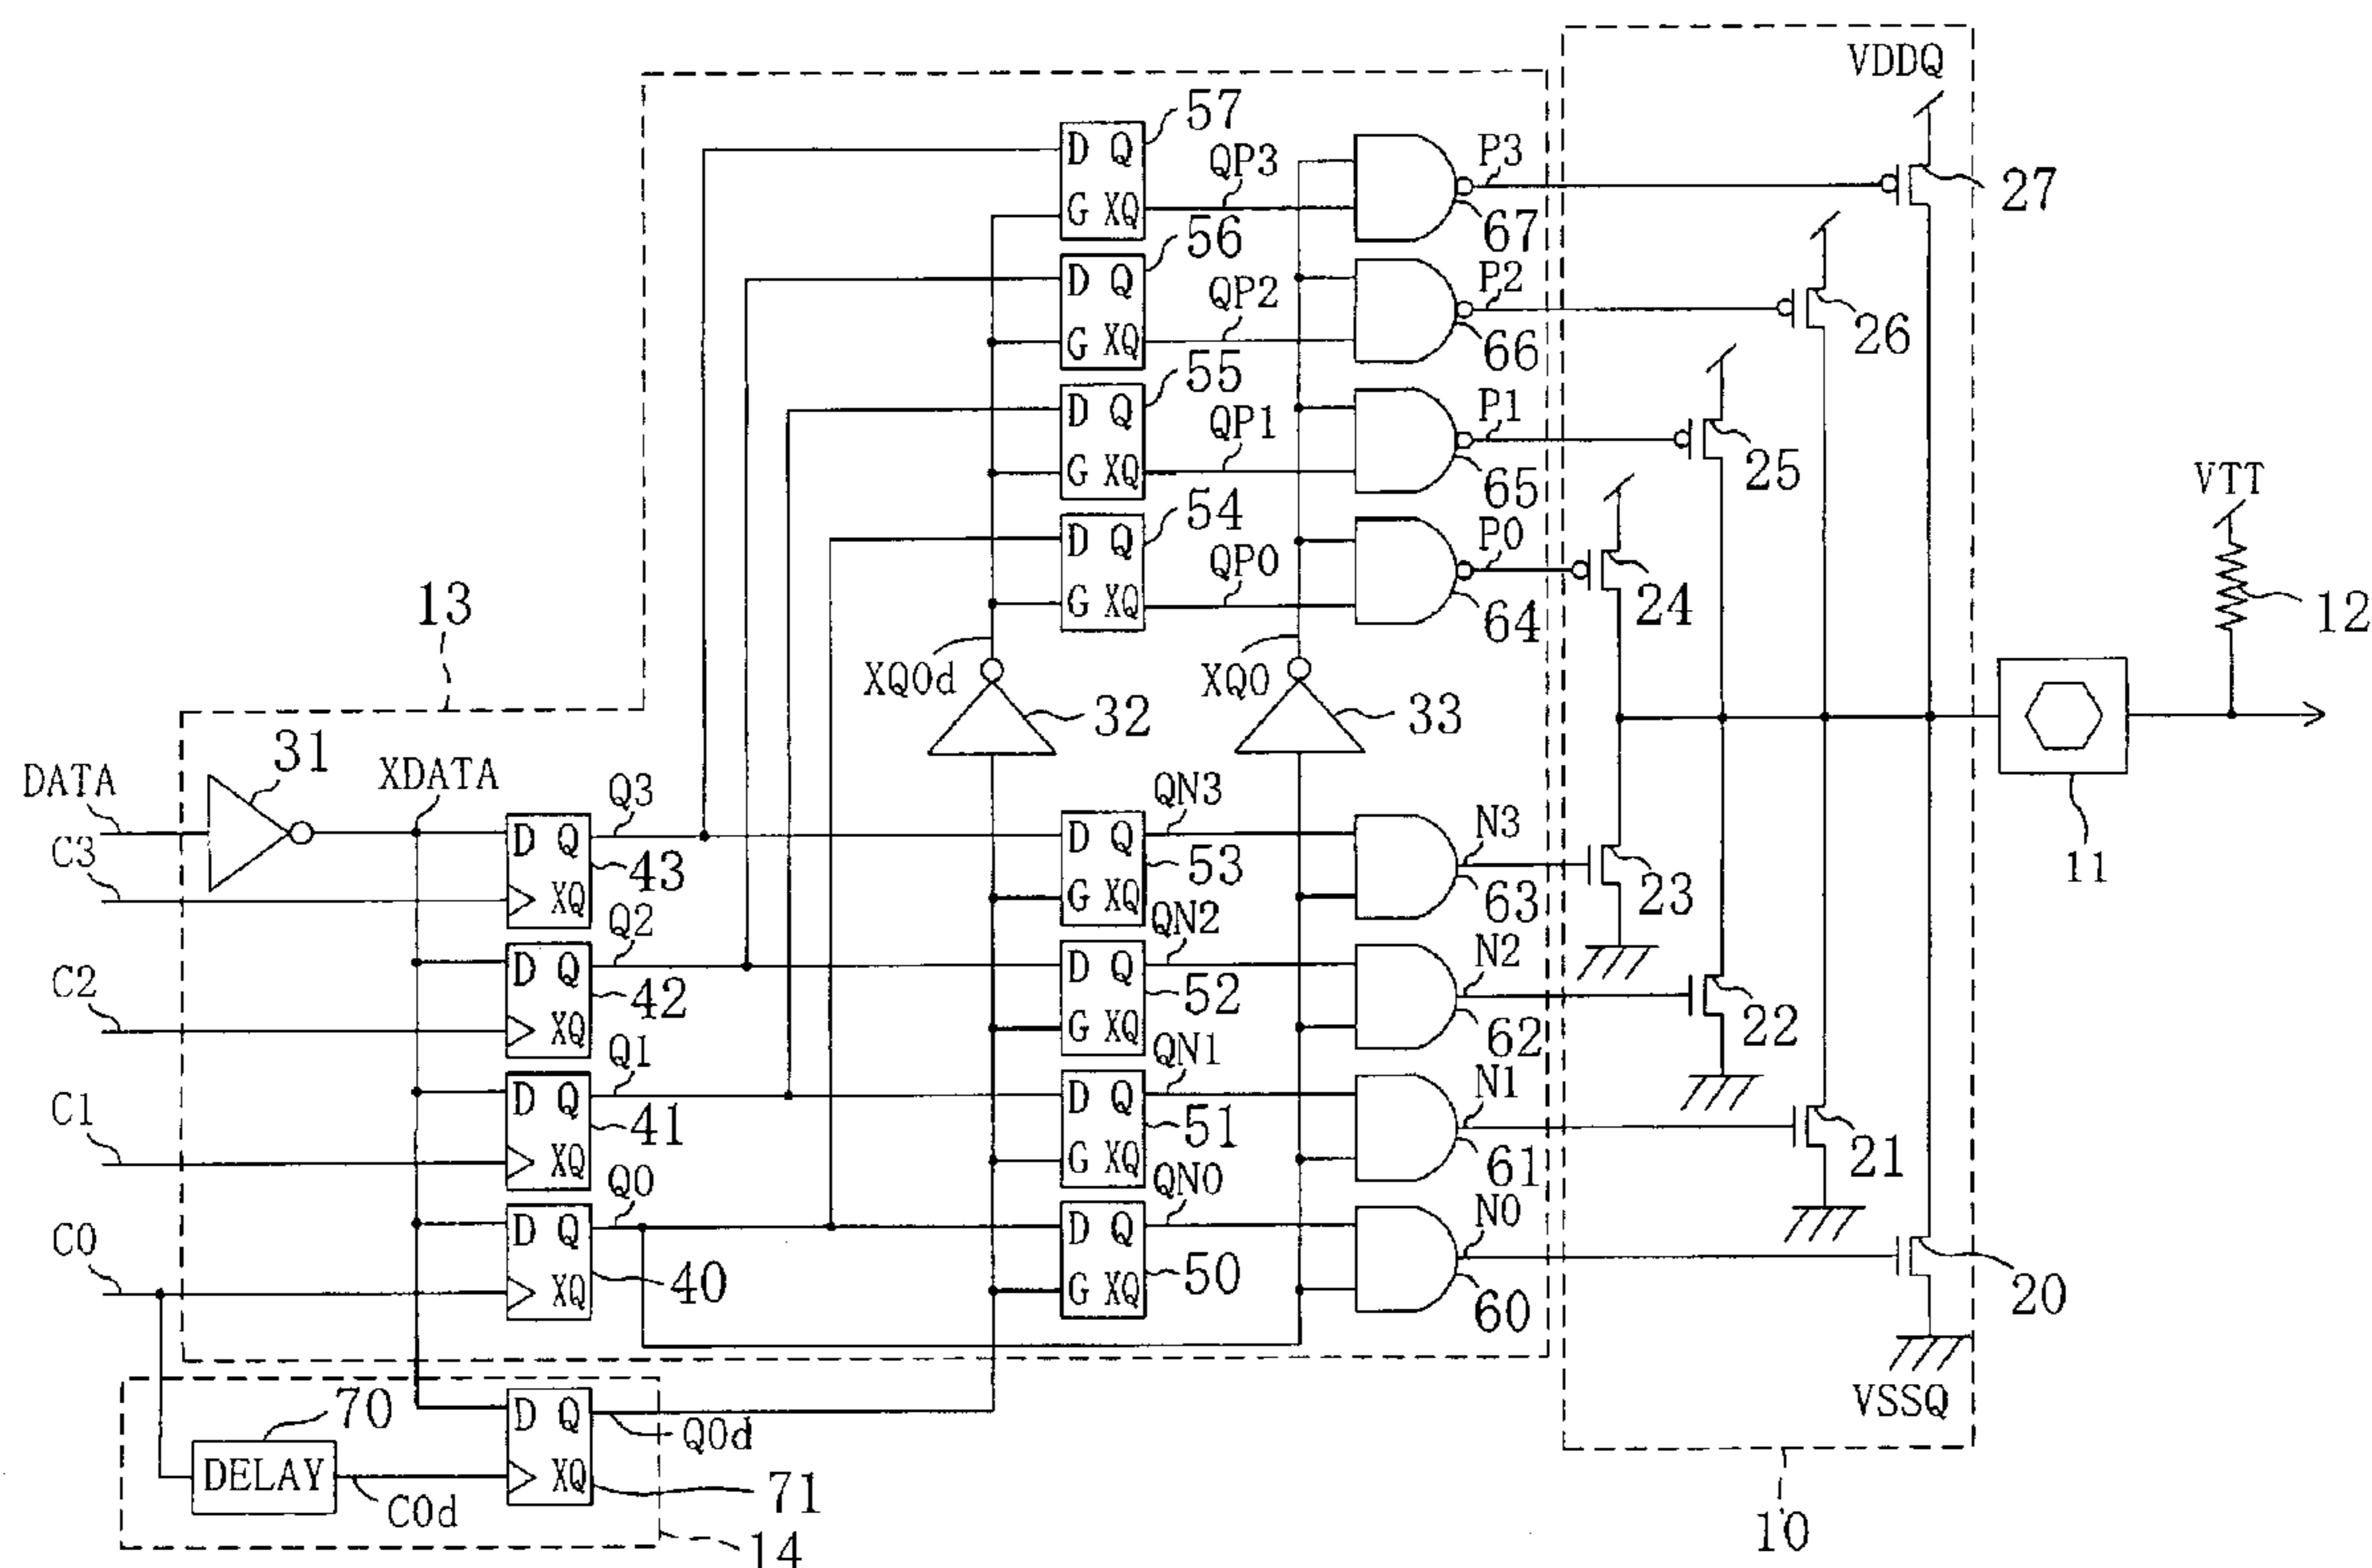 VDDQ
57
D Q
QP3
P3
G XQ
67
27
56
D Q
QP2
P2
G XQ
66
26
55
D Q
QP1
P1
G XQ
65
25
VTT
54
D Q
QP0
P0
G XQ
64
24
12
13
XQ0d
32
XQ0
33
DATA
31
XDATA
Q3
QN3
N3
C3
D Q
43
XQ
D Q
53
G XQ
63
23
11
Q2
QN2
N2
C2
D Q
42
XQ
D Q
52
G XQ
62
22
Q1
QN1
N1
C1
D Q
41
XQ
D Q
51
G XQ
61
21
Q0
QN0
N0
C0
D Q
40
XQ
D Q
50
G XQ
60
20
VSSQ
70
D Q
Q0d
DELAY
XQ
71
C0d
14
10